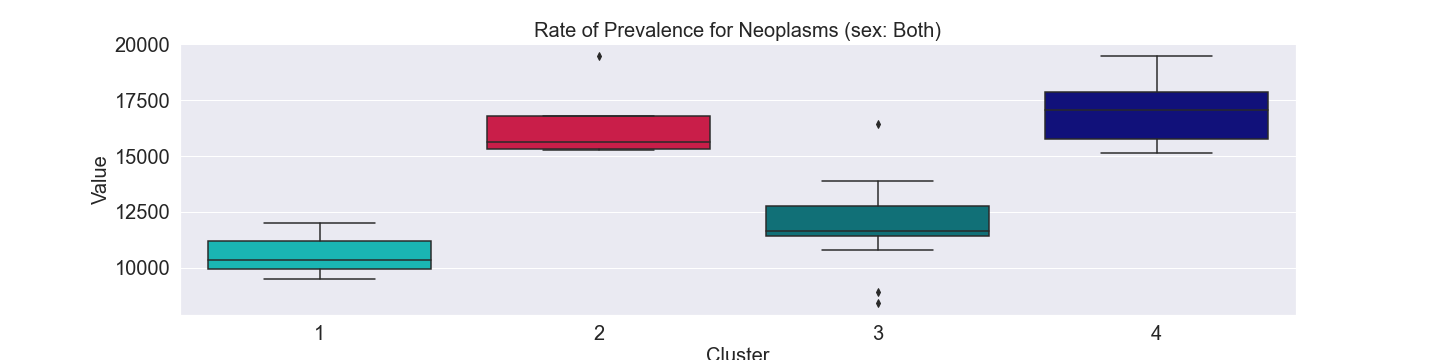 Rate of Prevalence for Neoplasms (sex: Both)
20000
17500
15000
12500
10000
Value
1 2 3 4
Cluster